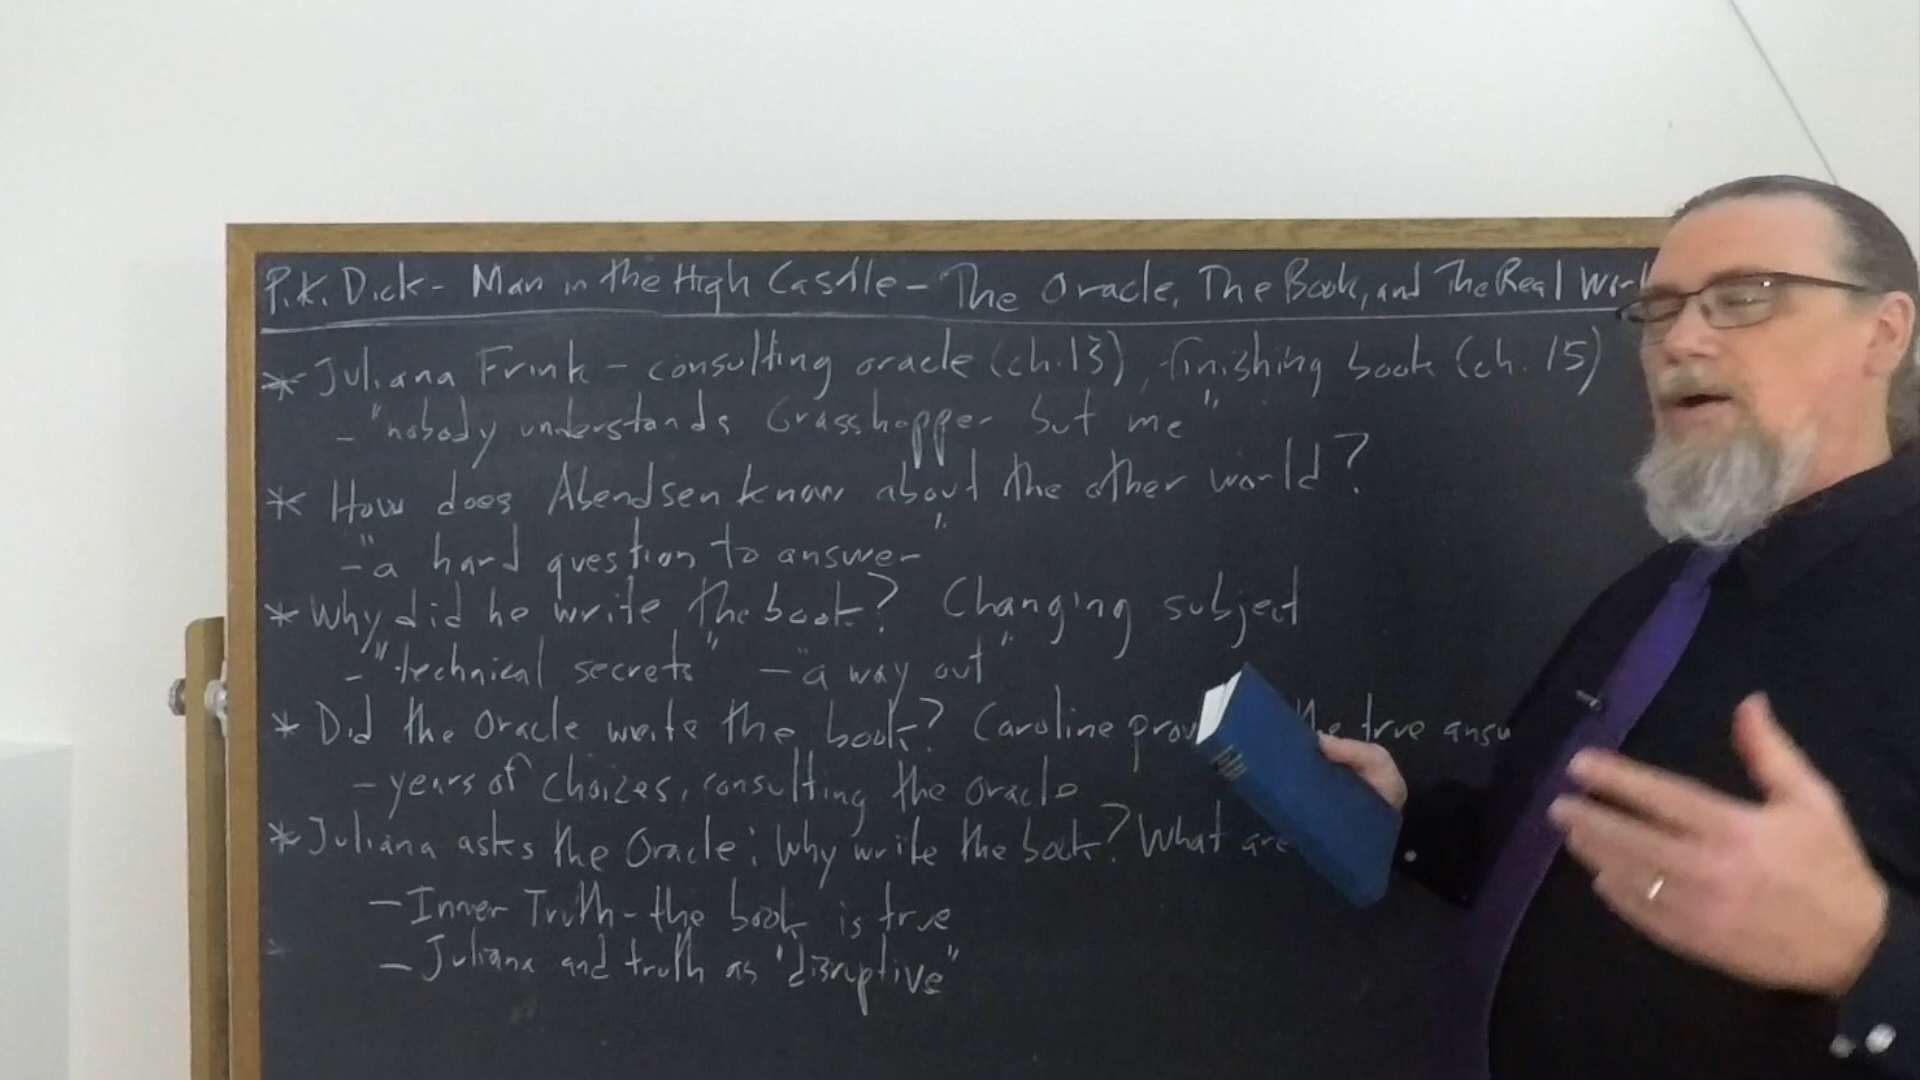 P.K. Dick - Man in the High Castle - The Oracle, The Book, and The Real Wor
* Juliana Frink - consulting oracle (ch.13), finishing book (ch. 15)
- "nobody understands Grasshopper but me"
* How does Abendsen know about the other world?
- "a hard question to answer"
* Why did he write the book? Changing subject
- "technical secrets" - "a way out"
* Did the Oracle write the book? Caroline prov the true answ
- years of choices, consulting the oracle
* Juliana asks the Oracle: Why write the book? What are
- Inner Truth - the book is true
- Juliana and truth as "disruptive"